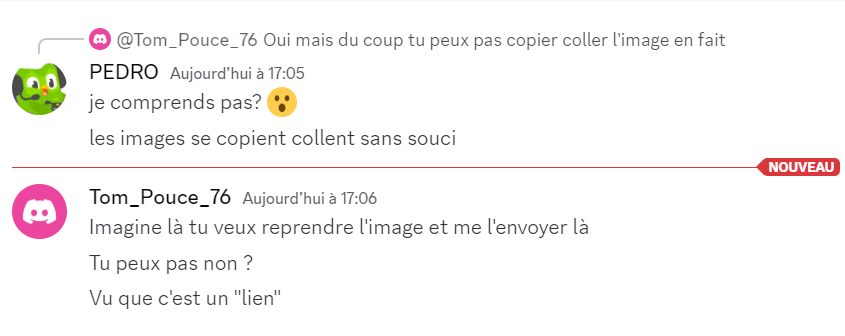 @Tom_Pouce_76 Oui mais du coup tu peux pas copier coller l'image en fait
PEDRO Aujourd'hui à 17:05
je comprends pas? 😮
les images se copient collent sans souci
NOUVEAU
Tom_Pouce_76 Aujourd'hui à 17:06
Imagine là tu veux reprendre l'image et me l'envoyer là
Tu peux pas non ?
Vu que c'est un "lien"